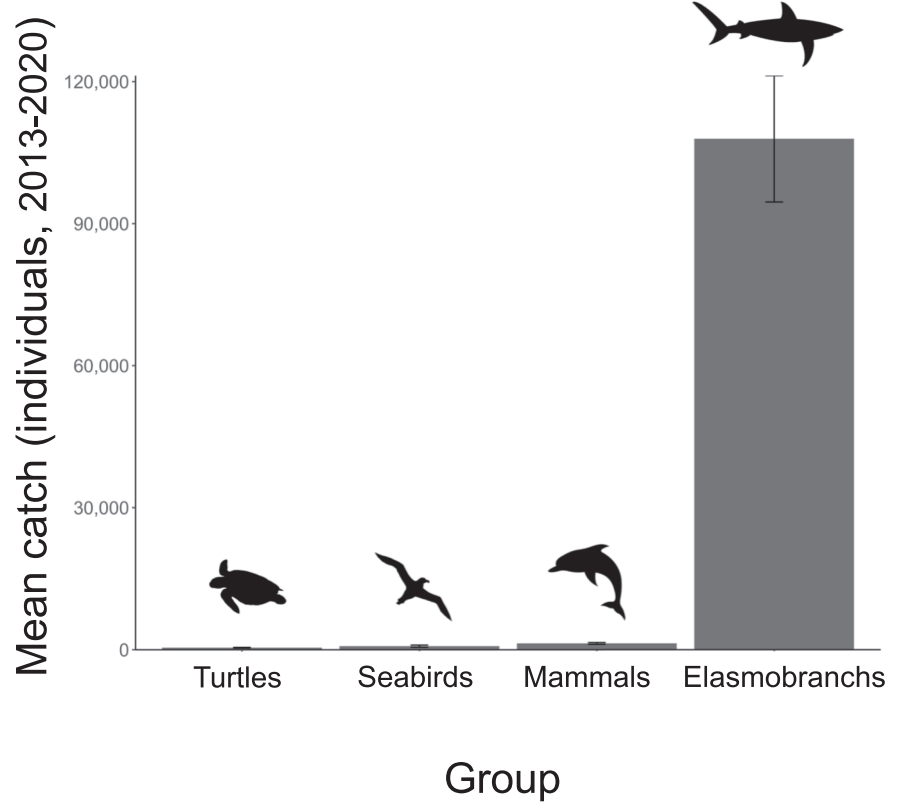 Mean catch (individuals, 2013-2020)
120,000
90,000
60,000
30,000
0
Turtles Seabirds Mammals Elasmobranchs
Group